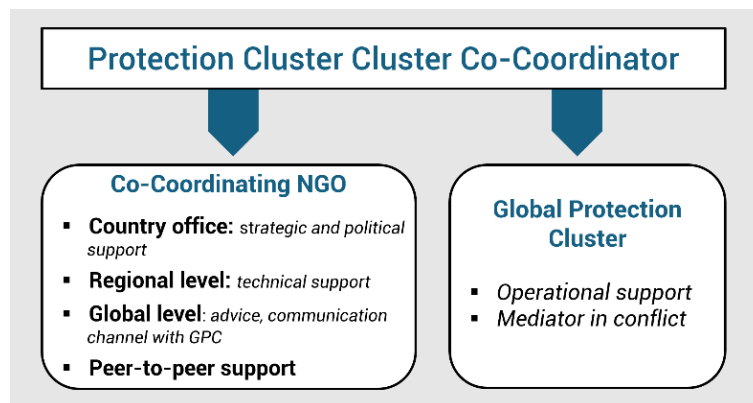 Protection Cluster Cluster Co-Coordinator
Co-Coordinating NGO
▪ Country office: strategic and political
support
▪ Regional level: technical support
▪ Global level: advice, communication
channel with GPC
▪ Peer-to-peer support
Global Protection
Cluster
▪ Operational support
▪ Mediator in conflict